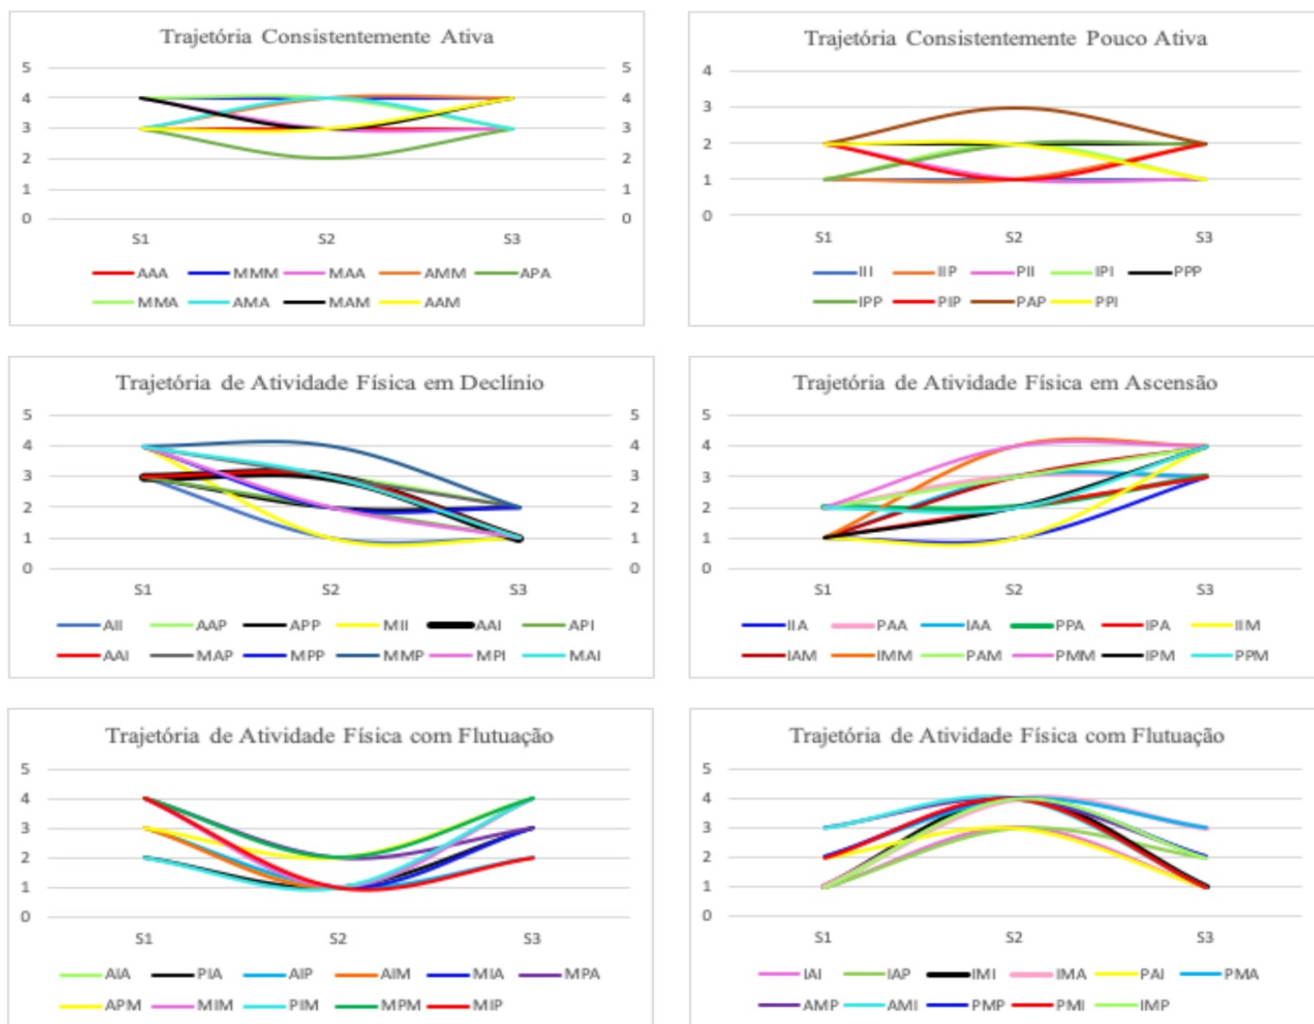 Trajetória Consistentemente Ativa
5 5
4 4
3 3
2 2
1 1
0 0
S1 S2 S3
AAA MMM MAA AMM APA
MMA AMA MAM AAM
Trajetória Consistentemente Pouco Ativa
4
3
2
1
0
S1 S2 S3
III IIP PII IPI PPP
IPP PIP PAP PPI
Trajetória de Atividade Física em Declínio
5 5
4 4
3 3
2 2
1 1
0 0
S1 S2 S3
AII AAP APP MII AAI API
AAI MAP MPP MMP MPI MAI
Trajetória de Atividade Física em Ascensão
5
4
3
2
1
0
S1 S2 S3
IIA PAA IAA PPA IPA IIM
IAM IMM PAM PMM IPM PPM
Trajetória de Atividade Física com Flutuação
5
4
3
2
1
0
S1 S2 S3
AIA PIA AIP AIM MIA MPA
APM MIM PIM MPM MIP
Trajetória de Atividade Física com Flutuação
5
4
3
2
1
0
S1 S2 S3
IAI IAP IMI IMA PAI PMA
AMP AMI PMP PMI IMP